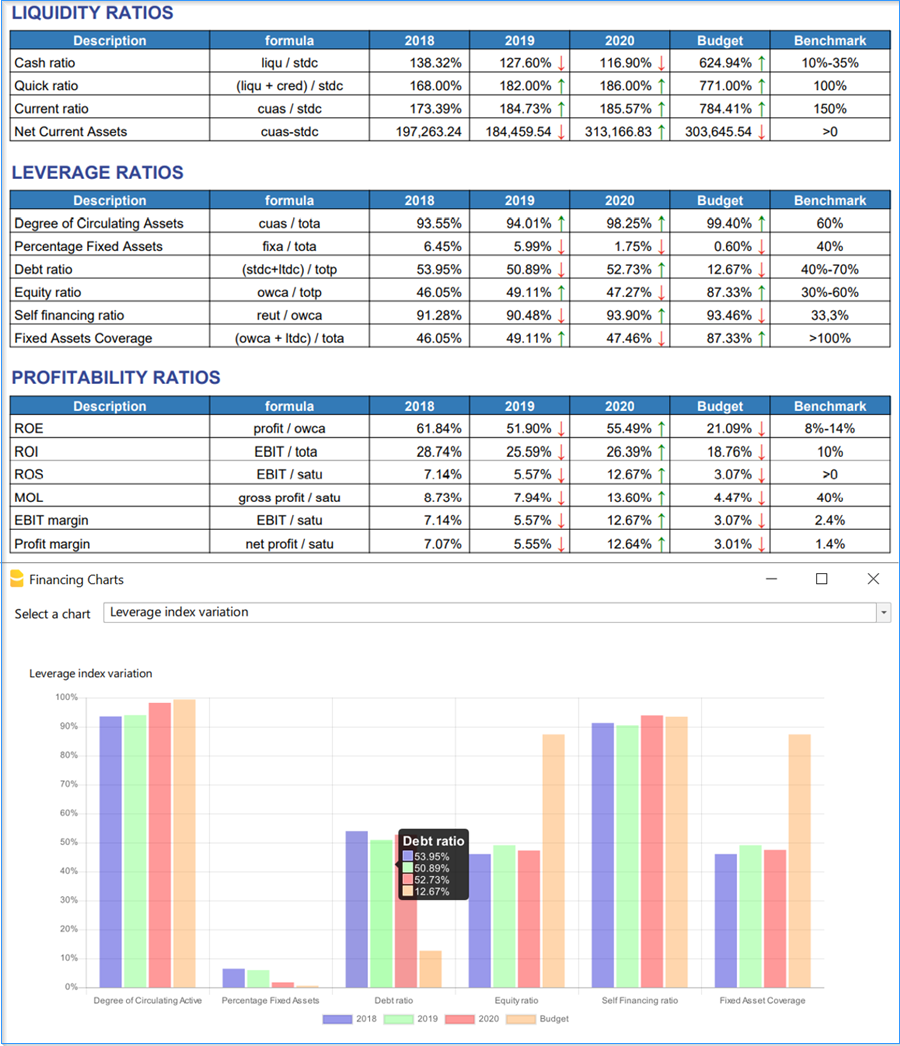 LIQUIDITY RATIOS
Description formula 2018 2019 2020 Budget Benchmark
Cash ratio liqu / stdc 138.32% 127.60% ↓ 116.90% ↓ 624.94% ↑ 10%-35%
Quick ratio (liqu + cred) / stdc 168.00% 182.00% ↑ 186.00% ↑ 771.00% ↑ 100%
Current ratio cuas / stdc 173.39% 184.73% ↑ 185.57% ↑ 784.41% ↑ 150%
Net Current Assets cuas-stdc 197,263.24 184,459.54 ↓ 313,166.83 ↑ 303,645.54 ↓ >0
LEVERAGE RATIOS
Description formula 2018 2019 2020 Budget Benchmark
Degree of Circulating Assets cuas / tota 93.55% 94.01% ↑ 98.25% ↑ 99.40% ↑ 60%
Percentage Fixed Assets fixa / tota 6.45% 5.99% ↓ 1.75% ↓ 0.60% ↓ 40%
Debt ratio (stdc+ltdc) / totp 53.95% 50.89% ↓ 52.73% ↑ 12.67% ↓ 40%-70%
Equity ratio owca / totp 46.05% 49.11% ↑ 47.27% ↓ 87.33% ↑ 30%-60%
Self financing ratio reut / owca 91.28% 90.48% ↓ 93.90% ↑ 93.46% ↓ 33,3%
Fixed Assets Coverage (owca + ltdc) / tota 46.05% 49.11% ↑ 47.46% ↓ 87.33% ↑ >100%
PROFITABILITY RATIOS
Description formula 2018 2019 2020 Budget Benchmark
ROE profit / owca 61.84% 51.90% ↓ 55.49% ↑ 21.09% ↓ 8%-14%
ROI EBIT / tota 28.74% 25.59% ↓ 26.39% ↑ 18.76% ↓ 10%
ROS EBIT / satu 7.14% 5.57% ↓ 12.67% ↑ 3.07% ↓ >0
MOL gross profit / satu 8.73% 7.94% ↓ 13.60% ↑ 4.47% ↓ 40%
EBIT margin EBIT / satu 7.14% 5.57% ↓ 12.67% ↑ 3.07% ↓ 2.4%
Profit margin net profit / satu 7.07% 5.55% ↓ 12.64% ↑ 3.01% ↓ 1.4%
Financing Charts
Select a chart Leverage index variation
Leverage index variation
100%
90%
80%
70%
60%
50%
40%
30%
20%
10%
0%
Debt ratio
53.95%
50.89%
52.73%
12.67%
Degree of Circulating Active Percentage Fixed Assets Debt ratio Equity ratio Self Financing ratio Fixed Asset Coverage
2018 2019 2020 Budget